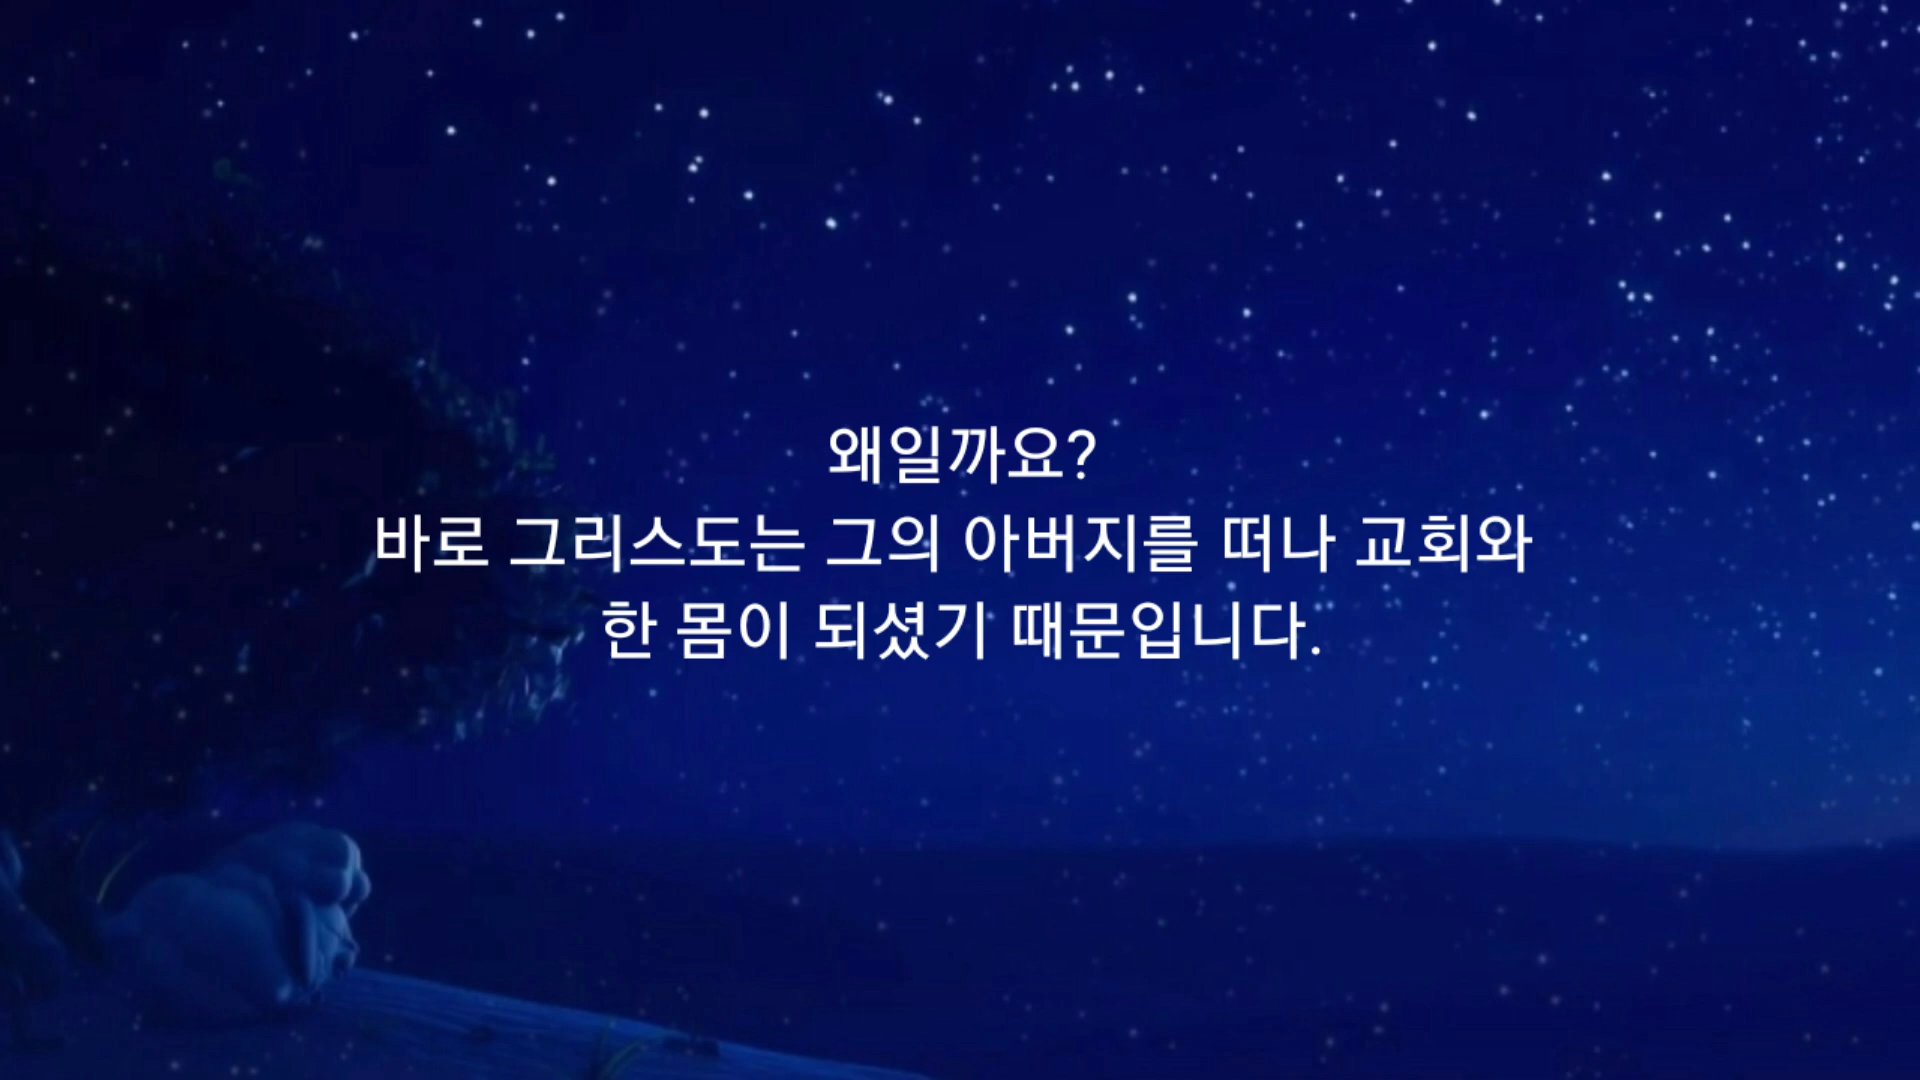 왜일까요?
바로 그리스도는 그의 아버지를 떠나 교회와
한 몸이 되셨기 때문입니다.